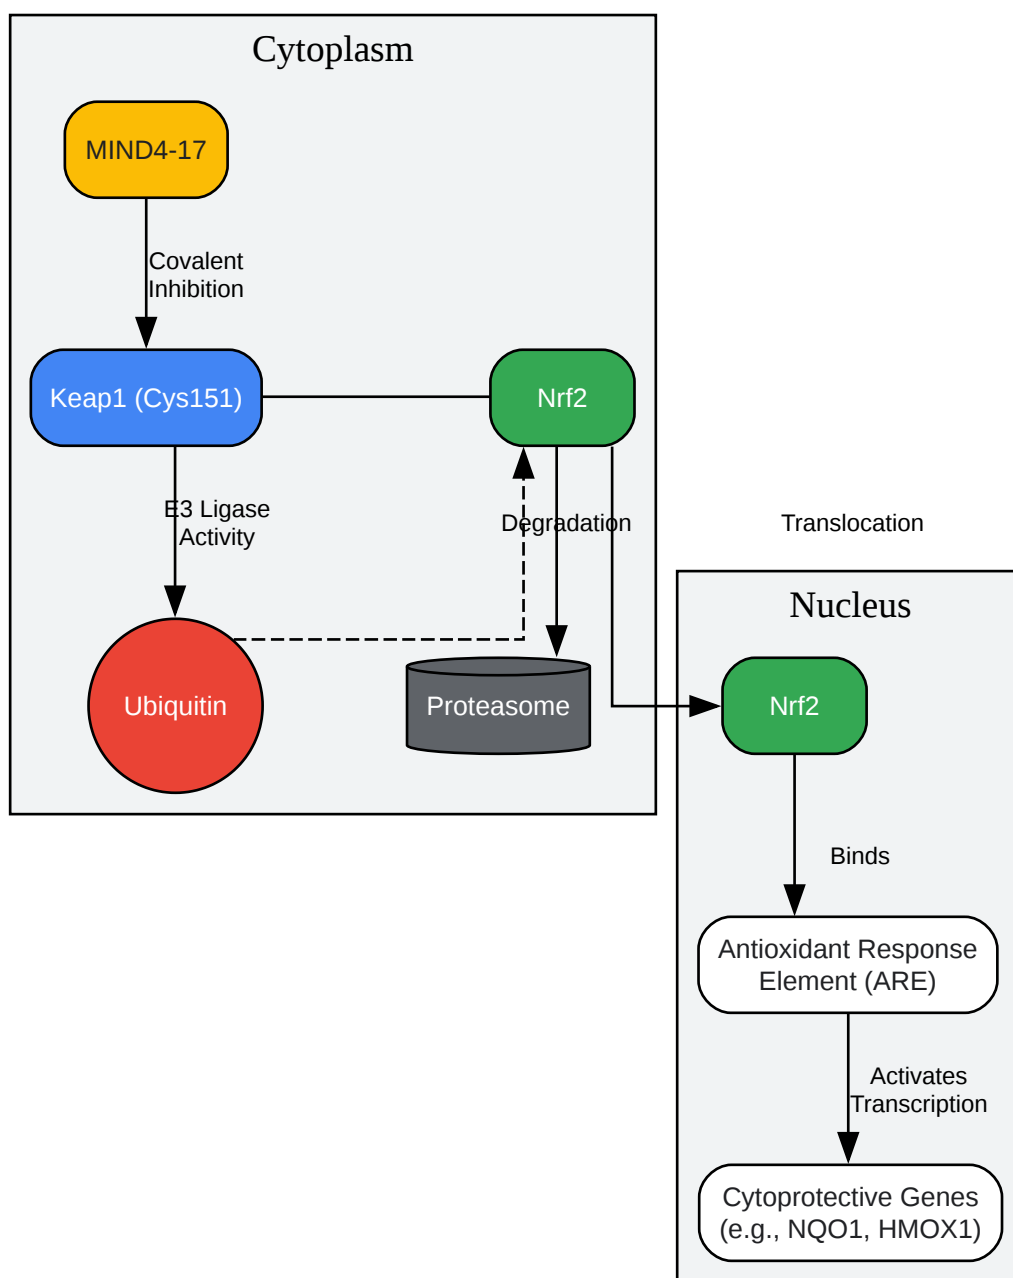 Cytoplasm
MIND4-17
Covalent
Inhibition
Keap1 (Cys151)
Nrf2
E3 Ligase
Activity
Degradation
Translocation
Ubiquitin
Proteasome
Nucleus
Nrf2
Binds
Antioxidant Response
Element (ARE)
Activates
Transcription
Cytoprotective Genes
(e.g., NQO1, HMOX1)